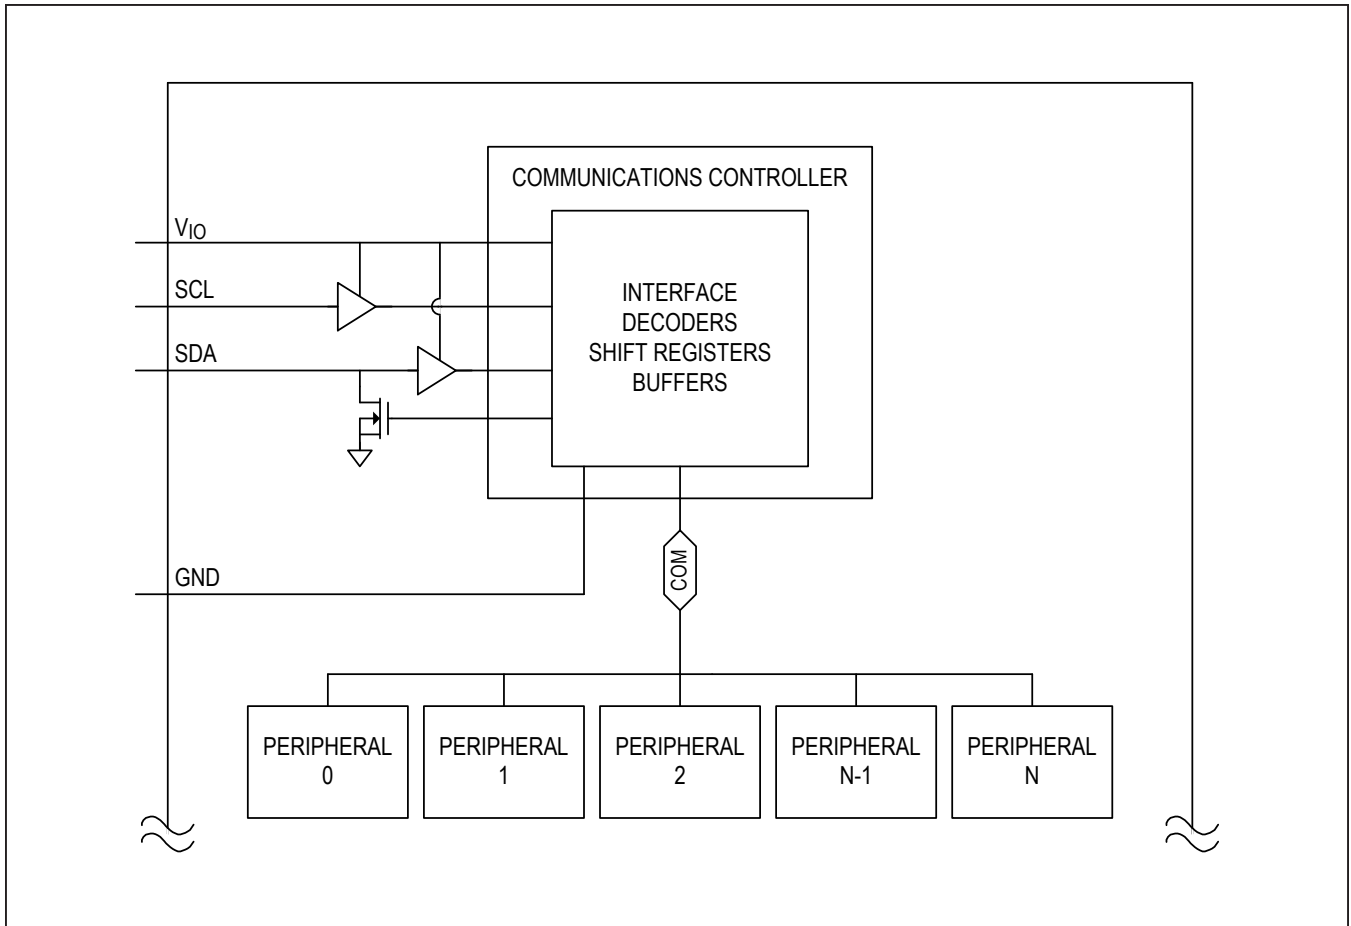 COMMUNICATIONS CONTROLLER
VIO
SCL
SDA
INTERFACE
DECODERS
SHIFT REGISTERS
BUFFERS
GND
COM
PERIPHERAL
0
PERIPHERAL
1
PERIPHERAL
2
PERIPHERAL
N-1
PERIPHERAL
N